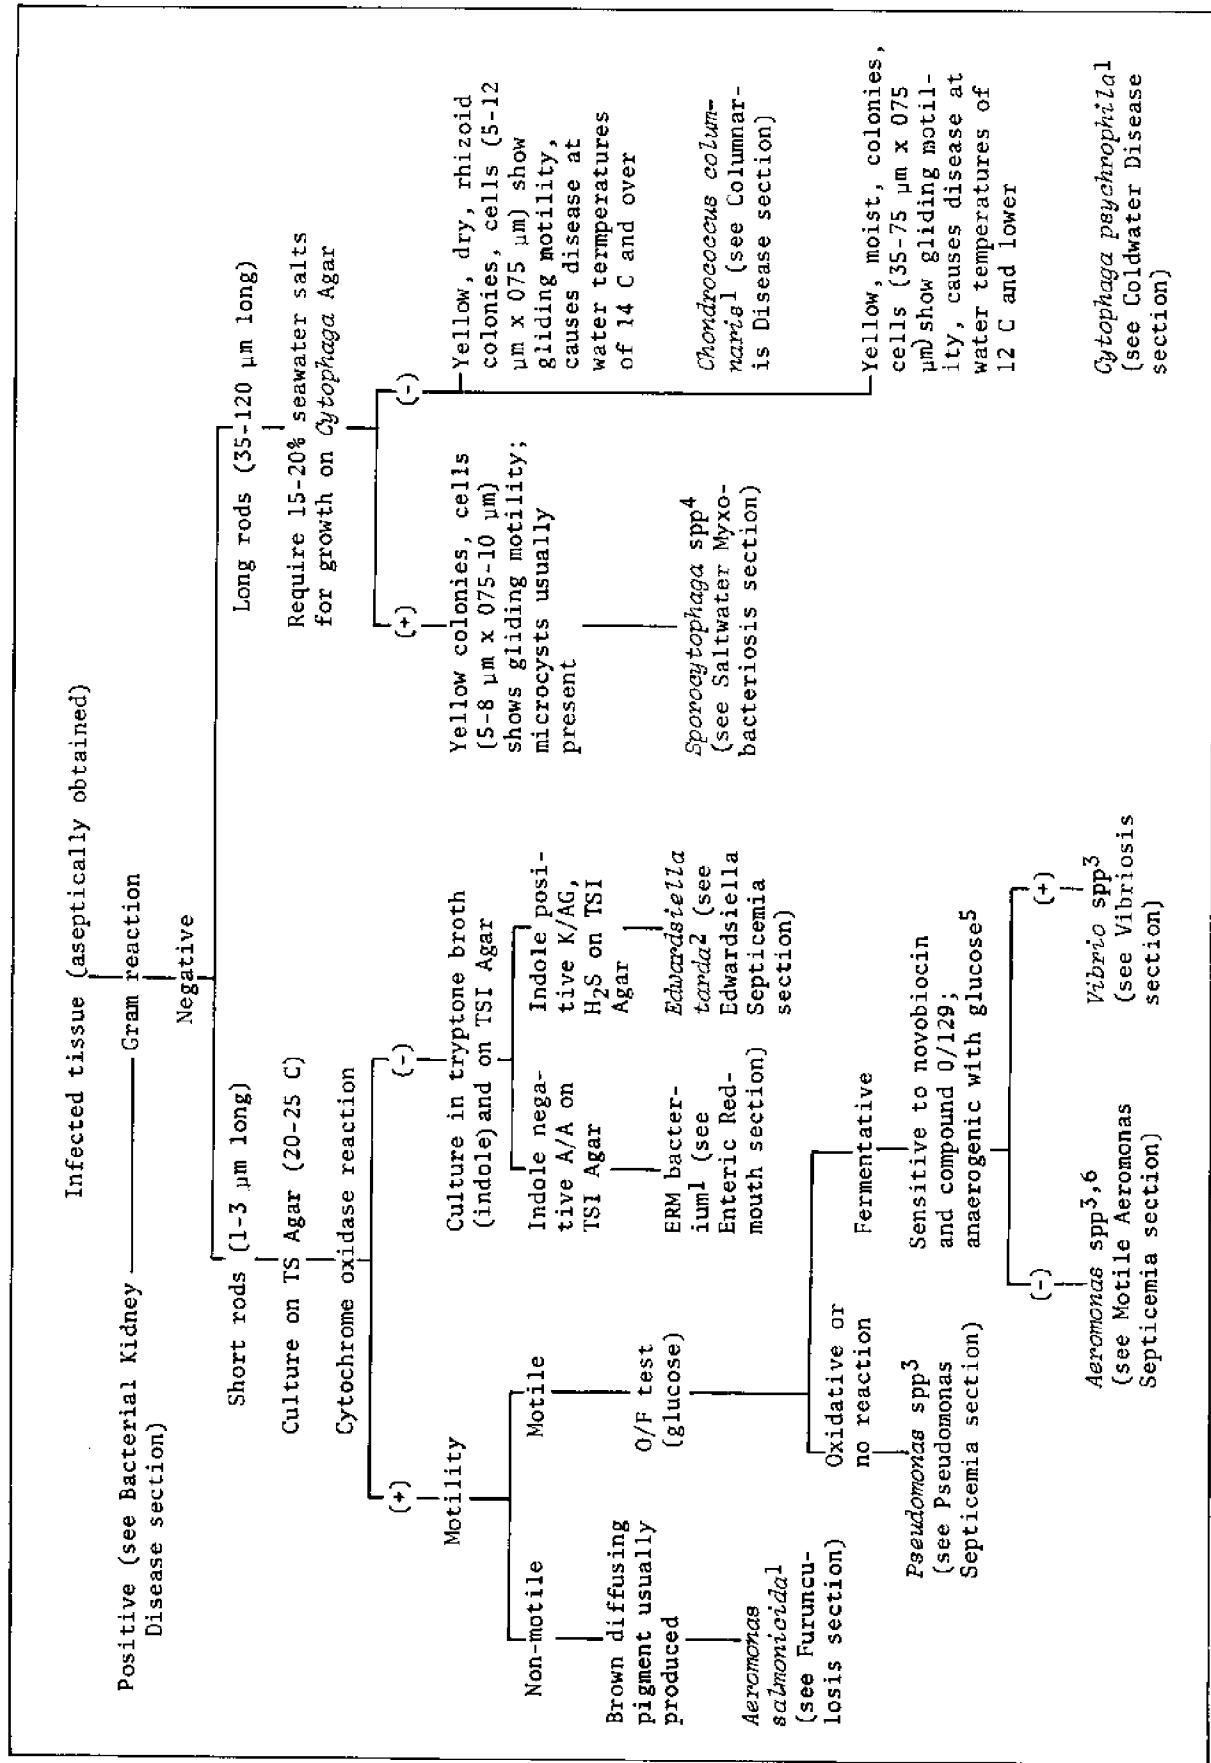 Infected tissue (aseptically obtained)
Positive (see Bacterial Kidney
Disease section)
Gram reaction
Negative
Short rods (1-3 µm long)
Culture on TS Agar (20-25 C)
Cytochrome oxidase reaction
(+)
Motility
Non-motile
Brown diffusing
pigment usually
produced
Aeromonas
salmonicida1
(see Furuncu-
losis section)
Motile
O/F test
(glucose)
Oxidative or
no reaction
Pseudomonas spp3
(see Pseudomonas
Septicemia section)
Fermentative
Sensitive to novobiocin
and compound 0/129;
anaerogenic with glucose5
(-)
Aeromonas spp3,6
(see Motile Aeromonas
Septicemia section)
(+)
Vibrio spp3
(see Vibriosis
section)
(-)
Culture in tryptone broth
(indole) and on TSI Agar
Indole nega-
tive A/A on
TSI Agar
ERM bacter-
ium1 (see
Enteric Red-
mouth section)
Indole posi-
tive K/AG,
H2S on TSI
Agar
Edwardsiella
tarda2 (see
Edwardsiella
Septicemia
section)
Long rods (35-120 µm long)
Require 15-20% seawater salts
for growth on Cytophaga Agar
(+)
Yellow colonies, cells
(5-8 µm x 075-10 µm)
shows gliding motility;
microcysts usually
present
Sporocytophaga spp4
(see Saltwater Myxo-
bacteriosis section)
(-)
Yellow, dry, rhizoid
colonies, cells (5-12
µm x 075 µm) show
gliding motility,
causes disease at
water termperatures
of 14 C and over
Chondrococcus colum-
naris1 (see Columnar-
is Disease section)
Yellow, moist, colonies,
cells (35-75 µm x 075
µm) show gliding motil-
ity, causes disease at
water temperatures of
12 C and lower
Cytophaga psychrophila1
(see Coldwater Disease
section)